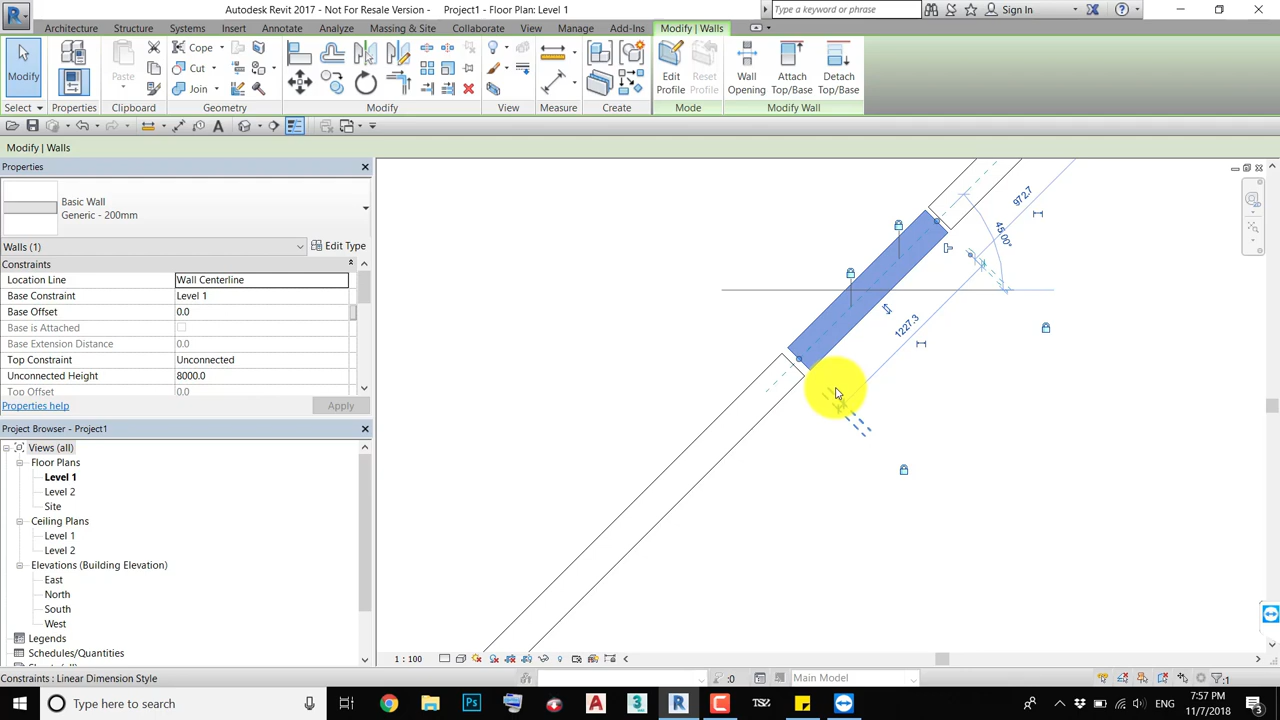 Autodesk Revit 2017 - Not For Resale Version - Project1 - Floor Plan: Level 1
Type a keyword or phrase
Sign In
Architecture Structure Systems Insert Annotate Analyze Massing & Site Collaborate View Manage Add-Ins Modify | Walls
Modify
Properties
Paste
Cope
Cut
Join
Edit Profile
Reset Profile
Wall Opening
Attach Top/Base
Detach Top/Base
Select Properties Clipboard Geometry Modify View Measure Create Mode Modify Wall
Modify | Walls
Properties
Basic Wall
Generic - 200mm
Walls (1)
Edit Type
Constraints
Location Line Wall Centerline
Base Constraint Level 1
Base Offset 0.0
Base is Attached
Base Extension Distance 0.0
Top Constraint Unconnected
Unconnected Height 8000.0
Top Offset 0.0
Properties help
Apply
Project Browser - Project1
Views (all)
Floor Plans
Level 1
Level 2
Site
Ceiling Plans
Level 1
Level 2
Elevations (Building Elevation)
East
North
South
West
Legends
Schedules/Quantities
972.7
45.00°
1227.3
1 : 100
Constraints : Linear Dimension Style
:0
Main Model
:1
Type here to search
Ps
A
3
R
TSZ
ENG
7:57 PM
11/7/2018
3